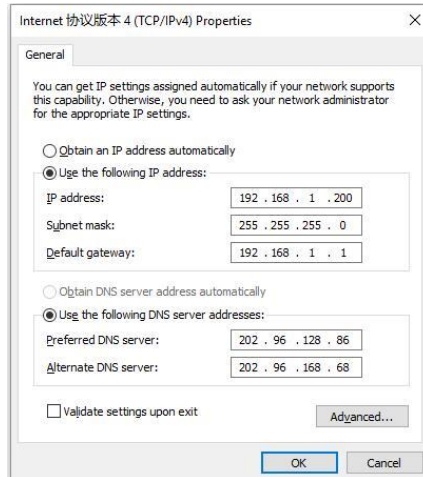 Internet 协议版本 4 (TCP/IPv4) Properties
General
You can get IP settings assigned automatically if your network supports
this capability. Otherwise, you need to ask your network administrator
for the appropriate IP settings.
Obtain an IP address automatically
Use the following IP address:
IP address: 192 . 168 . 1 . 200
Subnet mask: 255 . 255 . 255 . 0
Default gateway: 192 . 168 . 1 . 1
Obtain DNS server address automatically
Use the following DNS server addresses:
Preferred DNS server: 202 . 96 . 128 . 86
Alternate DNS server: 202 . 96 . 168 . 68
Validate settings upon exit
Advanced...
OK Cancel